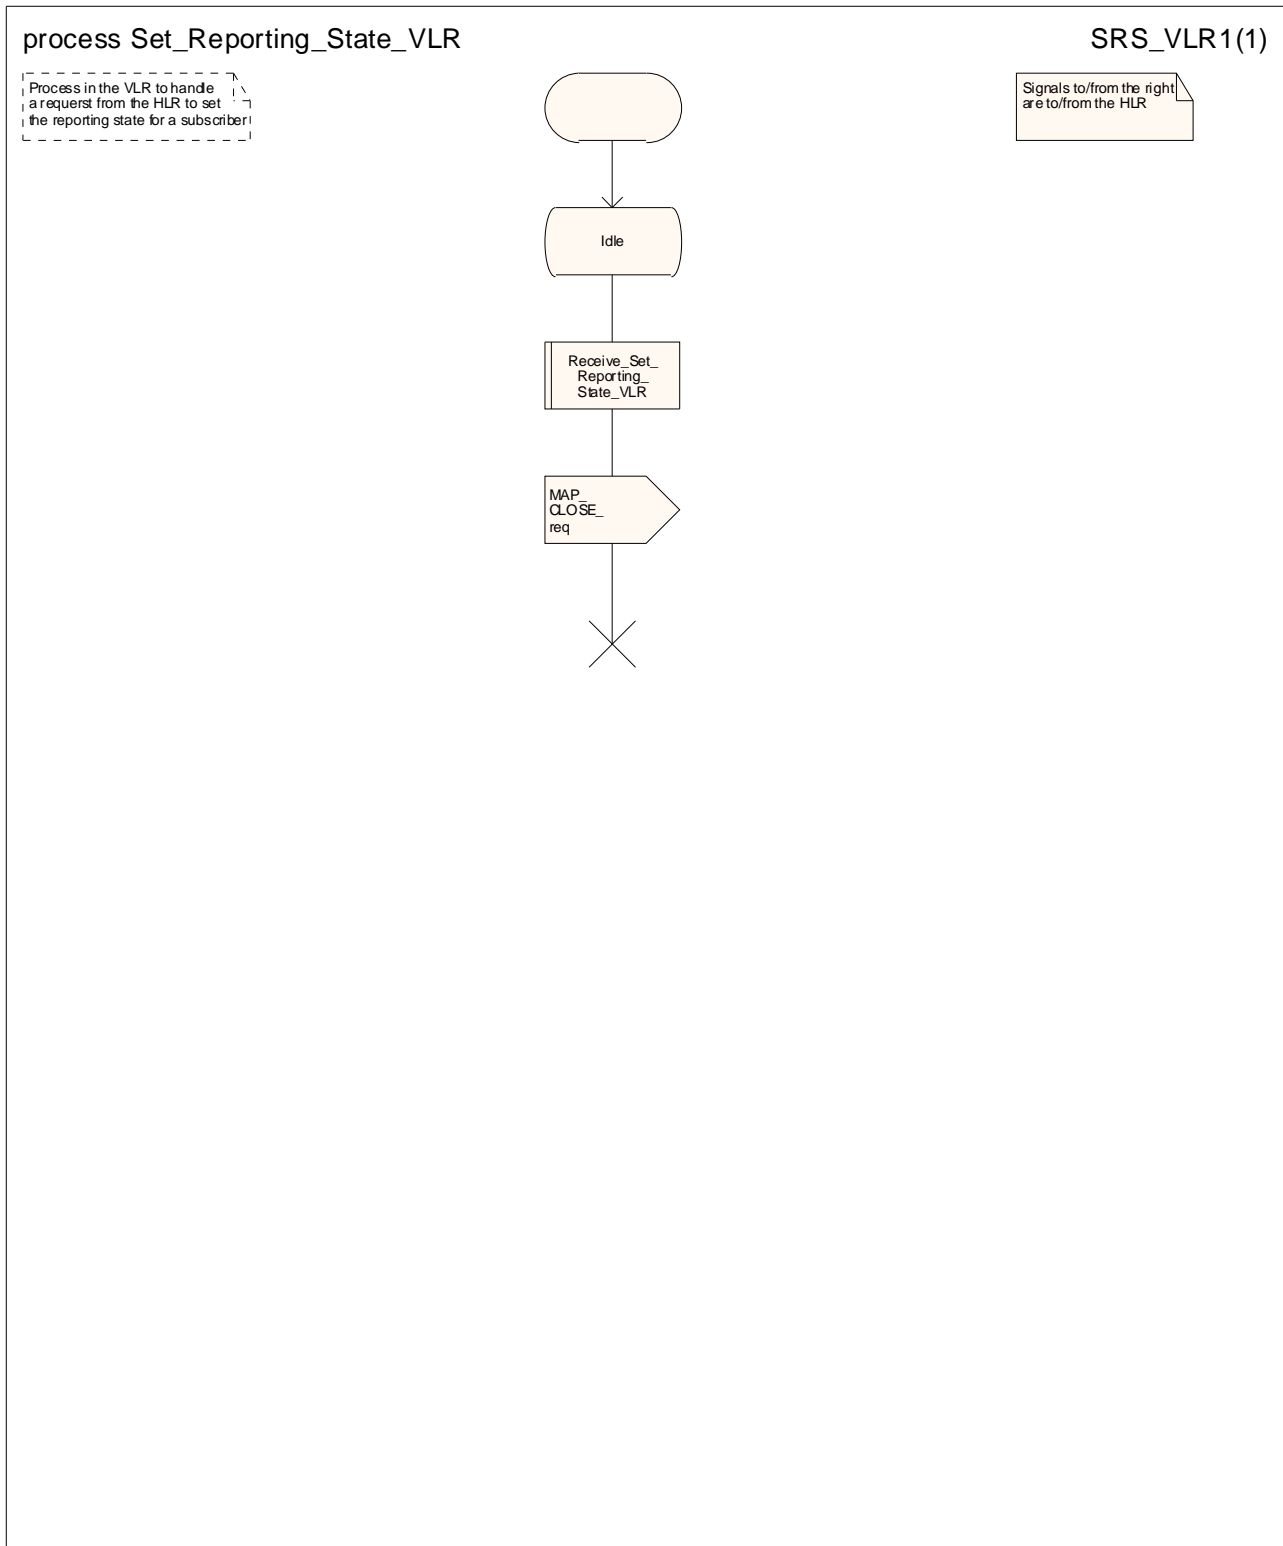 process Set_Reporting_State_VLR
SRS_VLR1(1)
Process in the VLR to handle
a requerst from the HLR to set
the reporting state for a subscriber
Signals to/from the right
are to/from the HLR
Idle
Receive_Set_
Reporting_
State_VLR
MAP_
CLOSE_
req